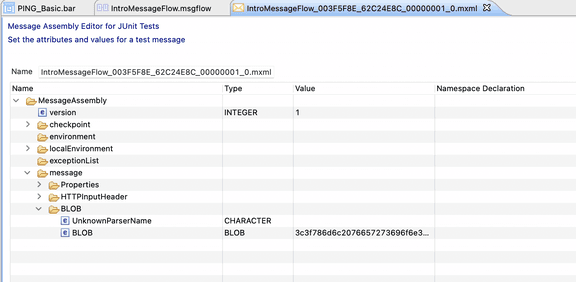 PING_Basic.bar IntroMessageFlow.msgflow IntroMessageFlow_003F5F8E_62C24E8C_00000001_0.mxml
Message Assembly Editor for JUnit Tests
Set the attributes and values for a test message
Name IntroMessageFlow_003F5F8E_62C24E8C_00000001_0.mxml
Name Type Value Namespace Declaration
MessageAssembly
version INTEGER 1
checkpoint
environment
localEnvironment
exceptionList
message
Properties
HTTPInputHeader
BLOB
UnknownParserName CHARACTER
BLOB BLOB 3c3f786d6c2076657273696f6e3...